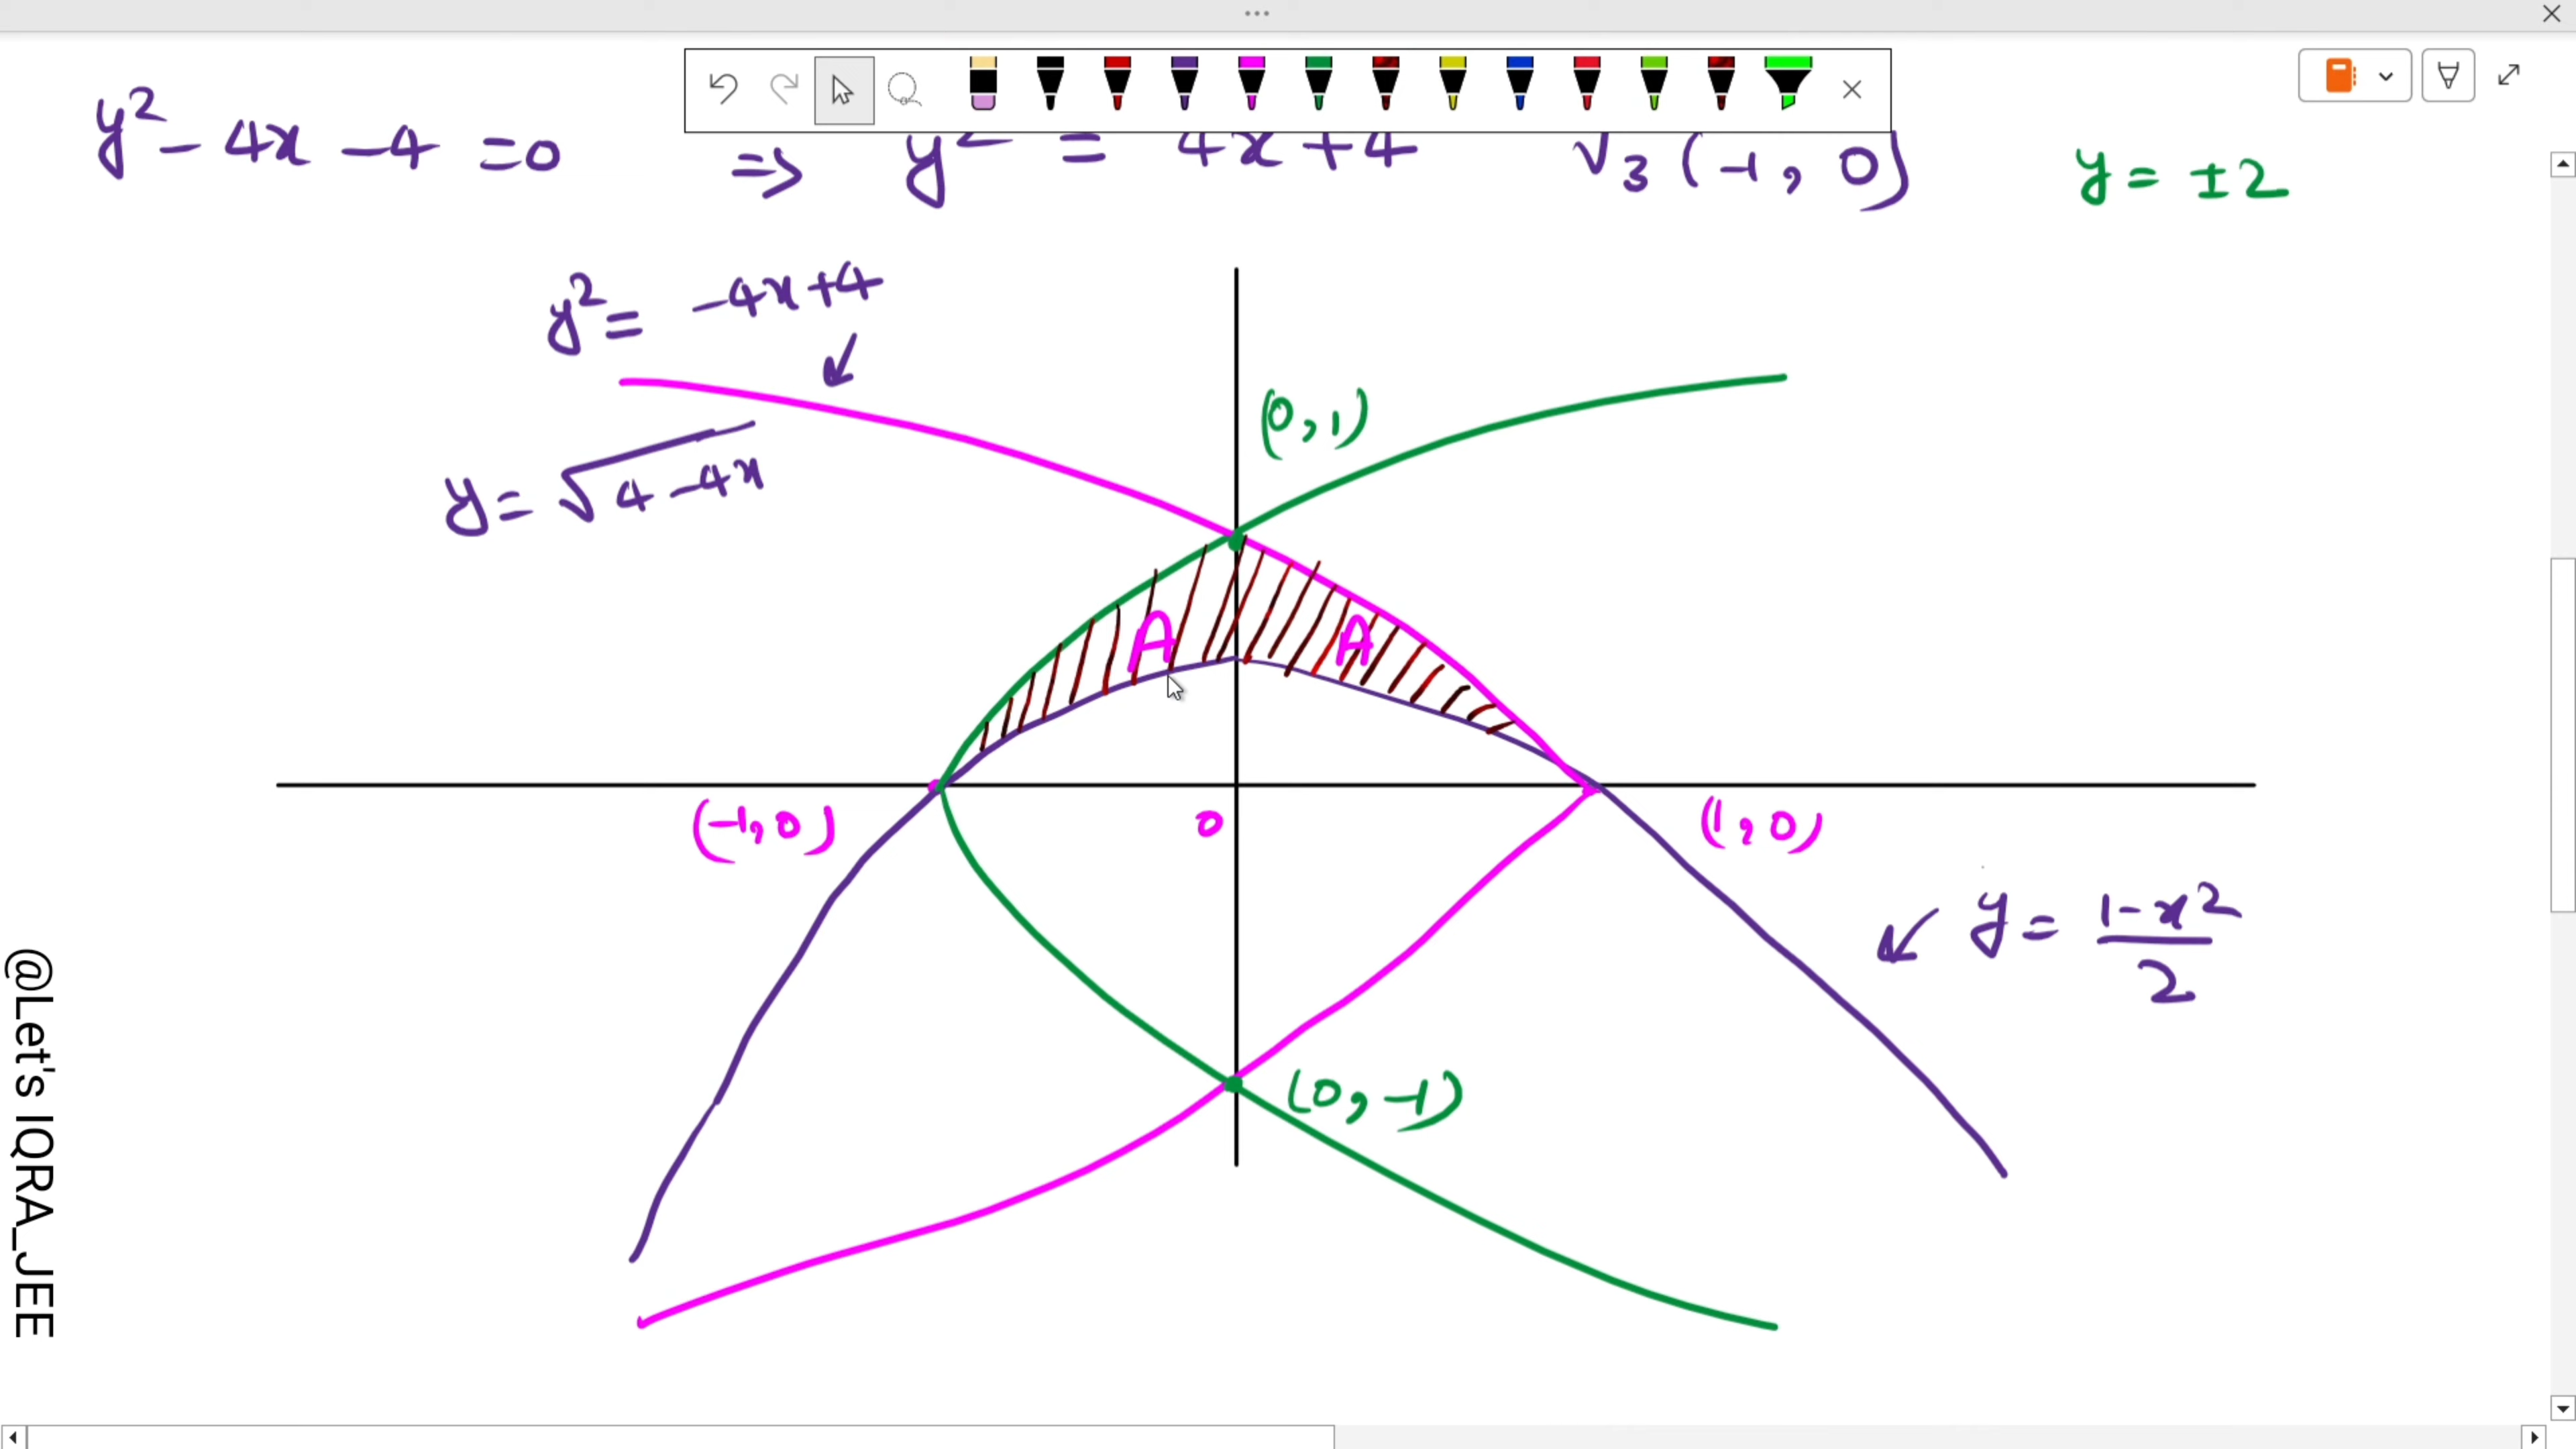 y² - 4x - 4 = 0 => y² = 4x + 4 V₃ (-1, 0) y = ±2
y² = -4x + 4
(0, 1)
y = √4 - 4x
A A
(-1, 0) 0 (1, 0)
y = 1 - x² / 2
(0, -1)
@Let's IQRA_JEE